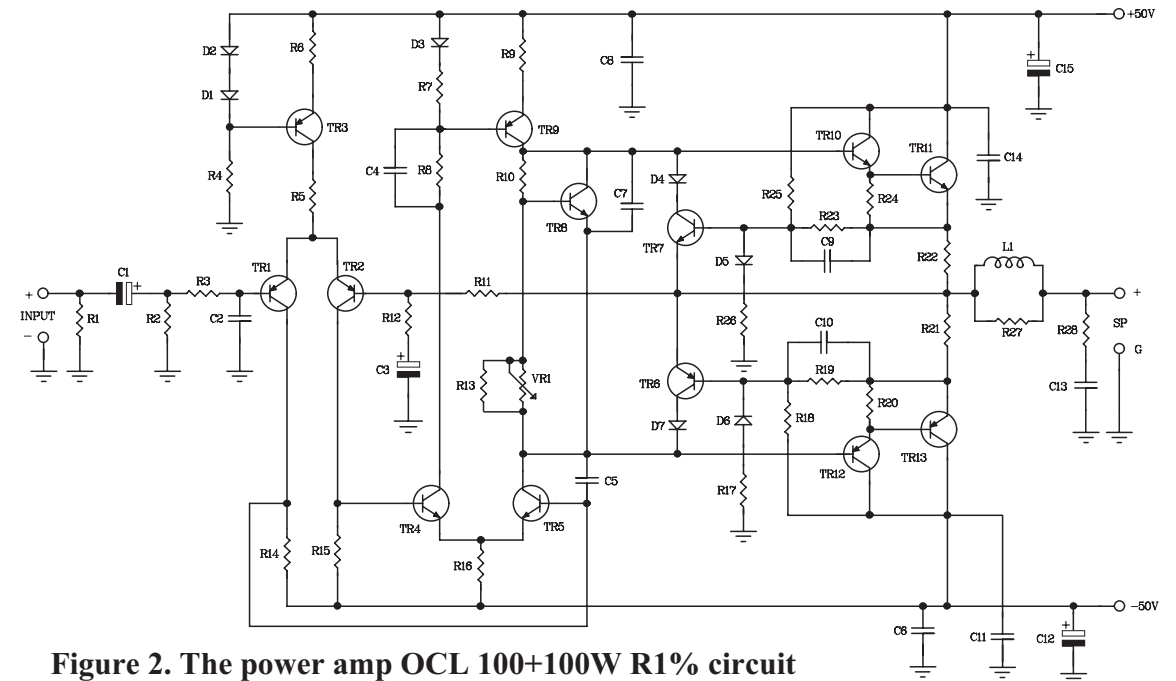 +50V
D2
R6
D3
R9
C8
+
C15
D1
R7
TR3
TR9
TR10
TR11
C14
R4
C4
R8
R10
D4
C7
R25
R24
R5
TR8
R23
TR7
C9
D5
R22
L1
TR1
TR2
C1
+
R3
R11
+
INPUT
-
R1
R2
C2
R12
+
C3
R26
R27
+
R28
SP
G
C10
R21
R13
VR1
R19
C13
TR6
R20
D7
D6
R18
TR12
TR13
C5
R17
TR4
TR5
R14
R15
R16
-50V
C6
C11
+
C12
Figure 2. The power amp OCL 100+100W R1% circuit